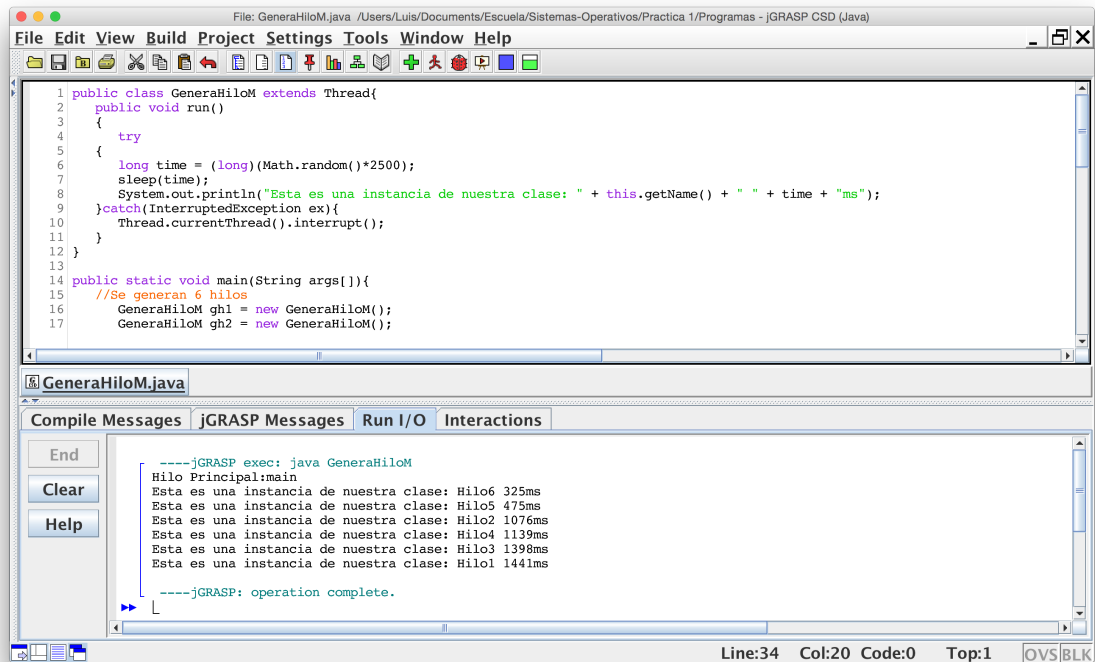 File: GeneraHiloM.java /Users/Luis/Documents/Escuela/Sistemas-Operativos/Practica 1/Programas - jGRASP CSD (Java)
File Edit View Build Project Settings Tools Window Help
1 public class GeneraHiloM extends Thread{
2 public void run()
3 {
4 try
5 {
6 long time = (long)(Math.random()*2500);
7 sleep(time);
8 System.out.println("Esta es una instancia de nuestra clase: " + this.getName() + " " + time + "ms");
9 }catch(InterruptedException ex){
10 Thread.currentThread().interrupt();
11 }
12 }
13
14 public static void main(String args[]){
15 //Se generan 6 hilos
16 GeneraHiloM gh1 = new GeneraHiloM();
17 GeneraHiloM gh2 = new GeneraHiloM();
GeneraHiloM.java
Compile Messages jGRASP Messages Run I/O Interactions
End
Clear
Help
----jGRASP exec: java GeneraHiloM
Hilo Principal:main
Esta es una instancia de nuestra clase: Hilo6 325ms
Esta es una instancia de nuestra clase: Hilo5 475ms
Esta es una instancia de nuestra clase: Hilo2 1076ms
Esta es una instancia de nuestra clase: Hilo4 1139ms
Esta es una instancia de nuestra clase: Hilo3 1398ms
Esta es una instancia de nuestra clase: Hilo1 1441ms
----jGRASP: operation complete.
Line:34 Col:20 Code:0 Top:1 OVS BLK